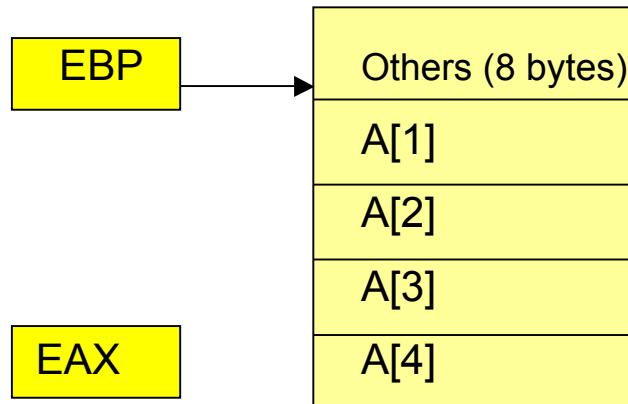 EBP
Others (8 bytes)
A[1]
A[2]
A[3]
EAX
A[4]